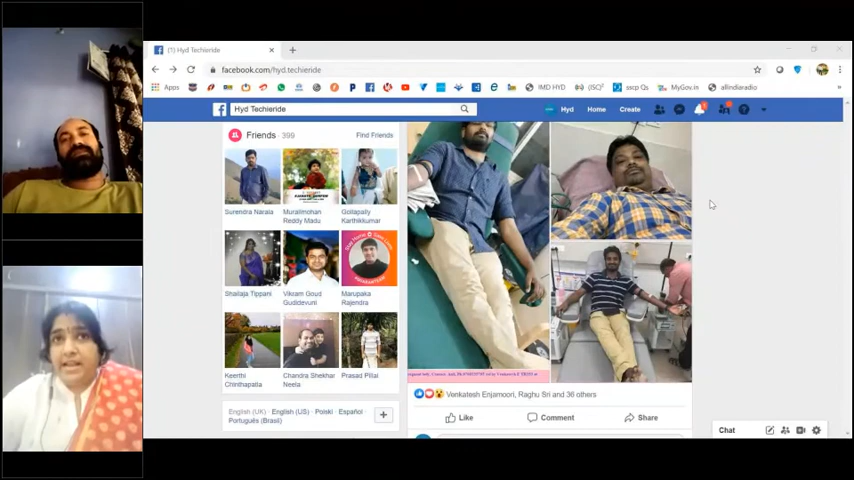 (1) Hyd Techieride
facebook.com/hyd.techieride
Apps
IMD HYD
(ISC)²
sscp Qs
MyGov.in
allindiaradio
Hyd Techieride
Hyd
Home
Create
Friends · 399
Find Friends
Surendra Narala
Muralimohan Reddy Madu
Gollapally Karthikkumar
Shailaja Tippani
Vikram Goud Gudidevuni
Marupaka Rajendra
Keerthi Chinthapatla
Chandra Shekhar Neela
Prasad Pillai
English (UK) · English (US) · Polski · Español ·
Português (Brasil)
Venkatesh Enjamoori, Raghu Sri and 36 others
Like
Comment
Share
Chat